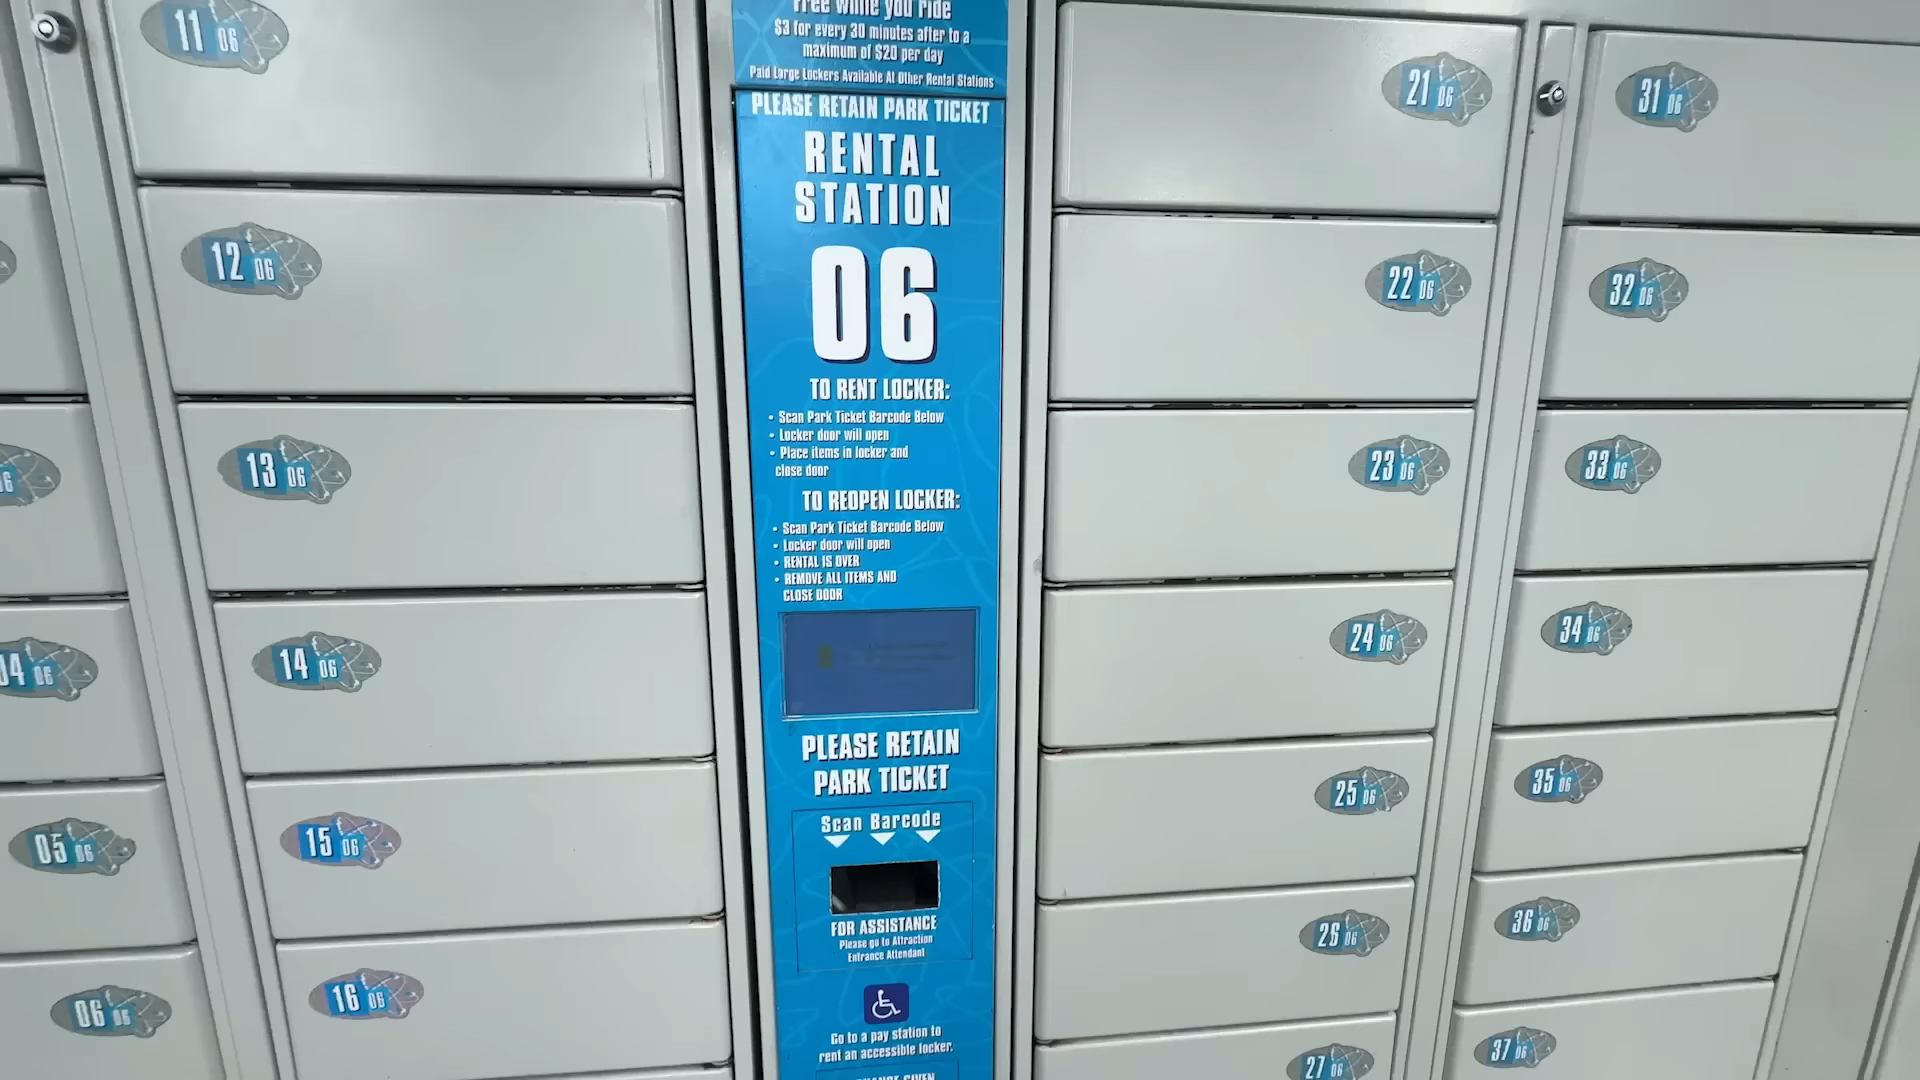 Free while you ride
$3 for every 30 minutes after to a
maximum of $20 per day
Paid Large Lockers Available At Other Rental Stations
PLEASE RETAIN PARK TICKET
RENTAL
STATION
06
TO RENT LOCKER:
• Scan Park Ticket Barcode Below
• Locker door will open
• Place items in locker and
close door
TO REOPEN LOCKER:
• Scan Park Ticket Barcode Below
• Locker door will open
• RENTAL IS OVER
• REMOVE ALL ITEMS AND
CLOSE DOOR
PLEASE RETAIN
PARK TICKET
Scan Barcode
FOR ASSISTANCE
Please go to Attraction
Entrance Attendant
Go to a pay station to
rent an accessible locker.
CHANGE GIVEN
04 06
05 06
06 06
11 06
12 06
13 06
14 06
15 06
16 06
21 06
22 06
23 06
24 06
25 06
26 06
27 06
31 06
32 06
33 06
34 06
35 06
36 06
37 06